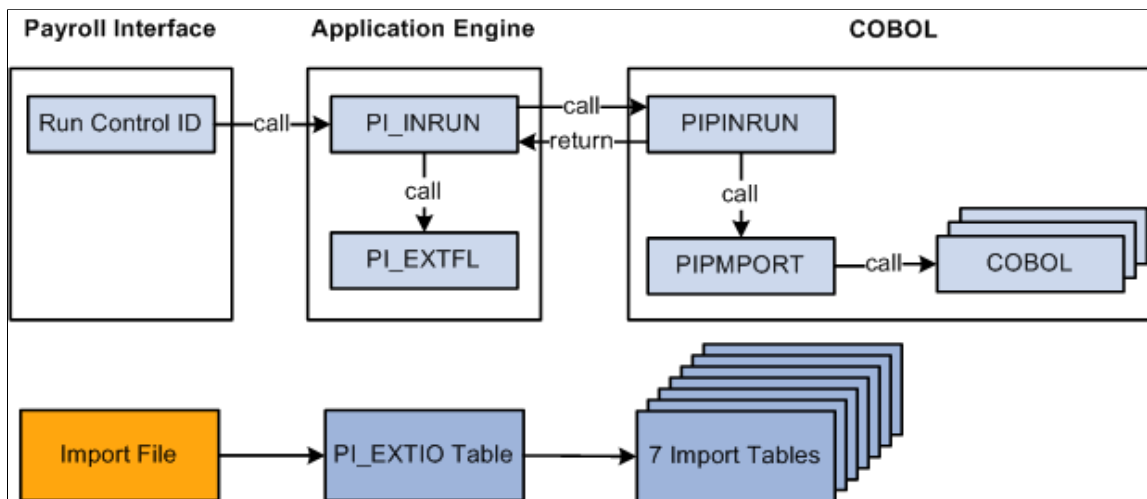 Payroll Interface
Application Engine
COBOL
Run Control ID
call
PI_INRUN
call
return
PIPINRUN
call
call
PI_EXTFL
PIPMPORT
call
COBOL
Import File
PI_EXTIO Table
7 Import Tables